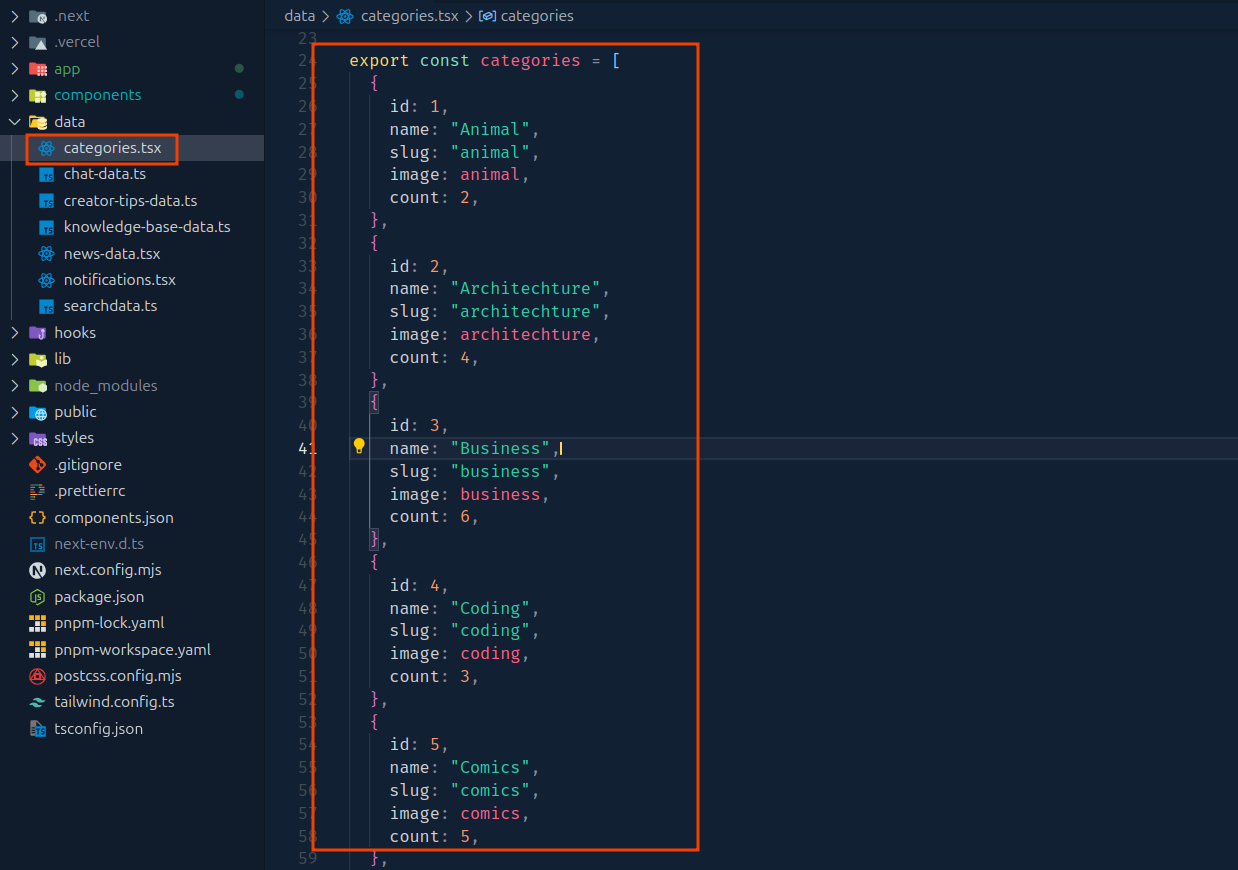 .next
.vercel
app
components
data
categories.tsx
chat-data.ts
creator-tips-data.ts
knowledge-base-data.ts
news-data.tsx
notifications.tsx
searchdata.ts
hooks
lib
node_modules
public
styles
.gitignore
.prettierrc
components.json
next-env.d.ts
next.config.mjs
package.json
pnpm-lock.yaml
pnpm-workspace.yaml
postcss.config.mjs
tailwind.config.ts
tsconfig.json
data > categories.tsx > categories
23
24 export const categories = [
25 {
26 id: 1,
27 name: "Animal",
28 slug: "animal",
29 image: animal,
30 count: 2,
31 },
32 {
33 id: 2,
34 name: "Architechture",
35 slug: "architechture",
36 image: architechture,
37 count: 4,
38 },
39 {
40 id: 3,
41 name: "Business",
42 slug: "business",
43 image: business,
44 count: 6,
45 },
46 {
47 id: 4,
48 name: "Coding",
49 slug: "coding",
50 image: coding,
51 count: 3,
52 },
53 {
54 id: 5,
55 name: "Comics",
56 slug: "comics",
57 image: comics,
58 count: 5,
59 },